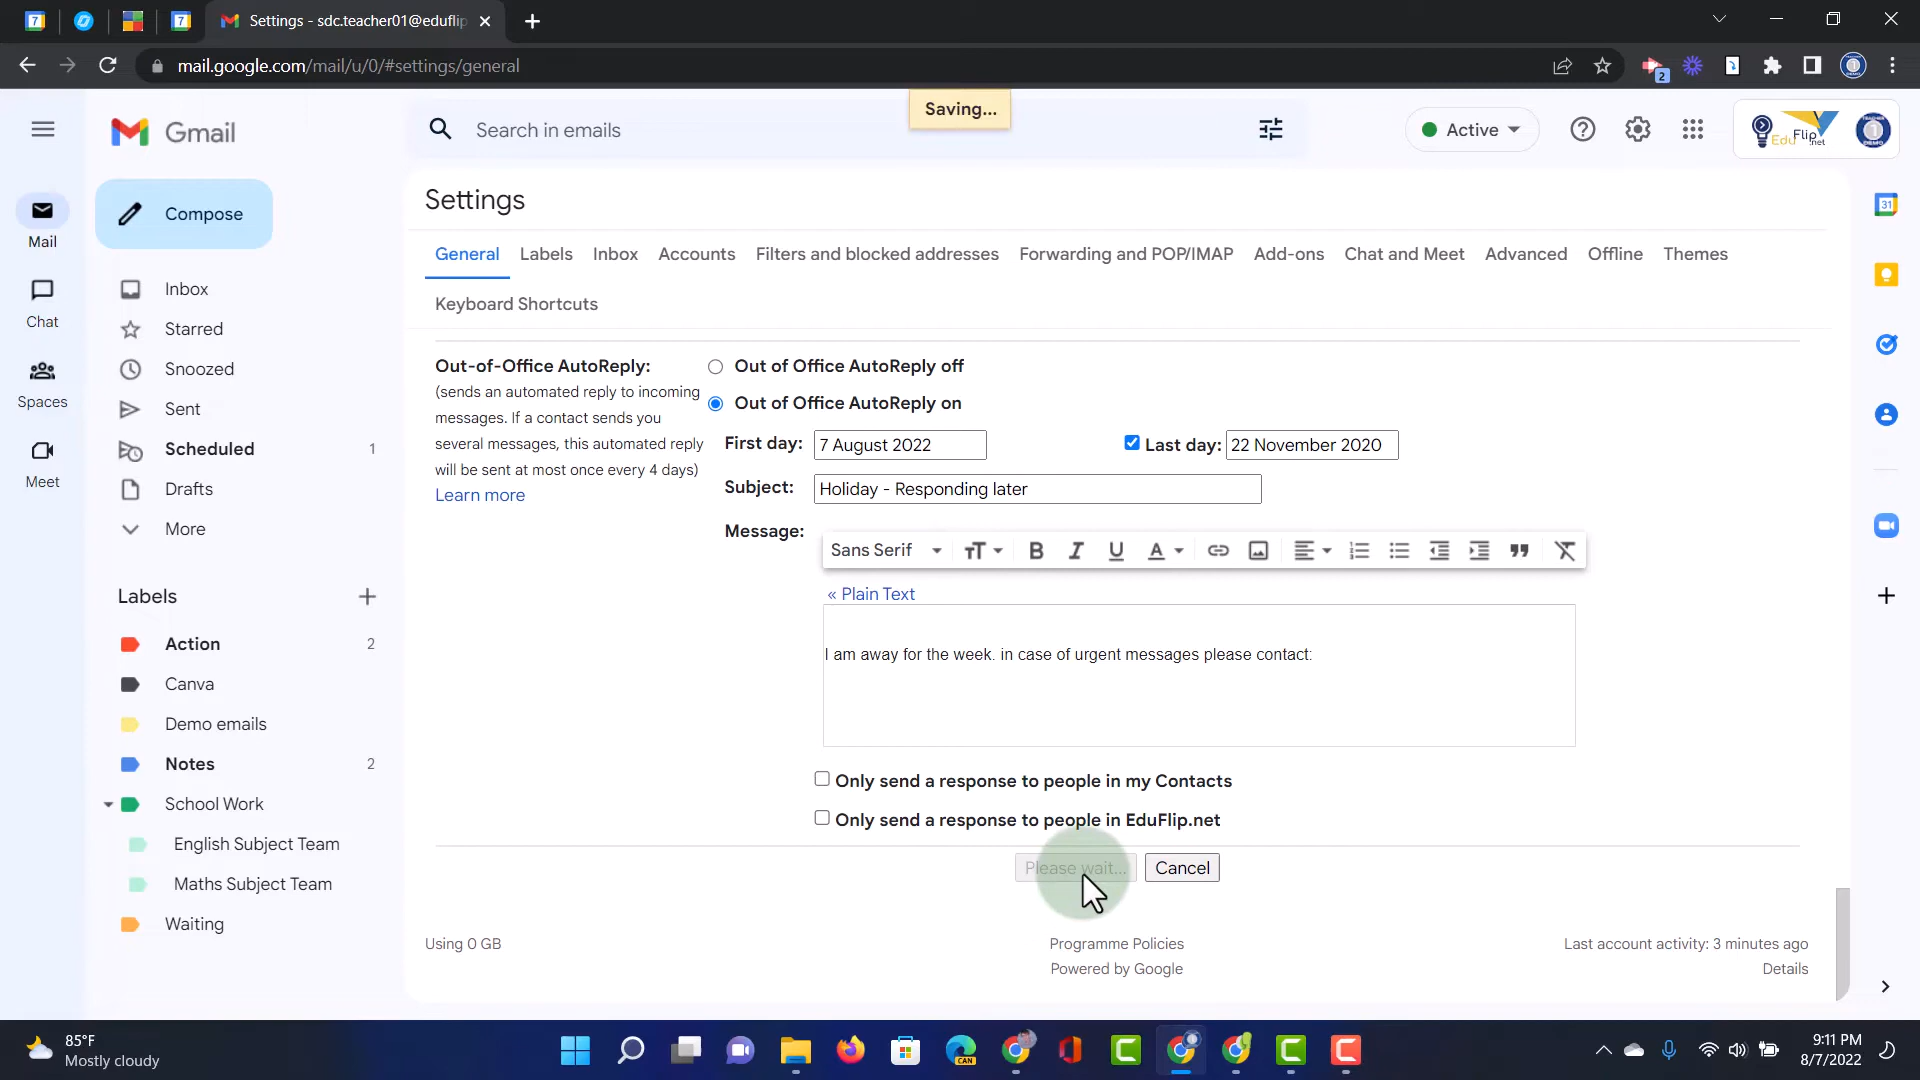 Settings - sdc.teacher01@eduflip
mail.google.com/mail/u/0/#settings/general
2
Saving...
Gmail
Search in emails
Active
Edu Flip .net
Compose
Mail
Chat
Spaces
Meet
Inbox
Starred
Snoozed
Sent
Scheduled 1
Drafts
More
Labels
Action 2
Canva
Demo emails
Notes 2
School Work
English Subject Team
Maths Subject Team
Waiting
Settings
General Labels Inbox Accounts Filters and blocked addresses Forwarding and POP/IMAP Add-ons Chat and Meet Advanced Offline Themes
Keyboard Shortcuts
Out-of-Office AutoReply:
(sends an automated reply to incoming
messages. If a contact sends you
several messages, this automated reply
will be sent at most once every 4 days)
Learn more
Out of Office AutoReply off
Out of Office AutoReply on
First day: 7 August 2022 Last day: 22 November 2020
Subject: Holiday - Responding later
Message:
Sans Serif
« Plain Text
I am away for the week. in case of urgent messages please contact:
Only send a response to people in my Contacts
Only send a response to people in EduFlip.net
Please wait... Cancel
Using 0 GB
Programme Policies
Powered by Google
Last account activity: 3 minutes ago
Details
85°F
Mostly cloudy
9:11 PM
8/7/2022